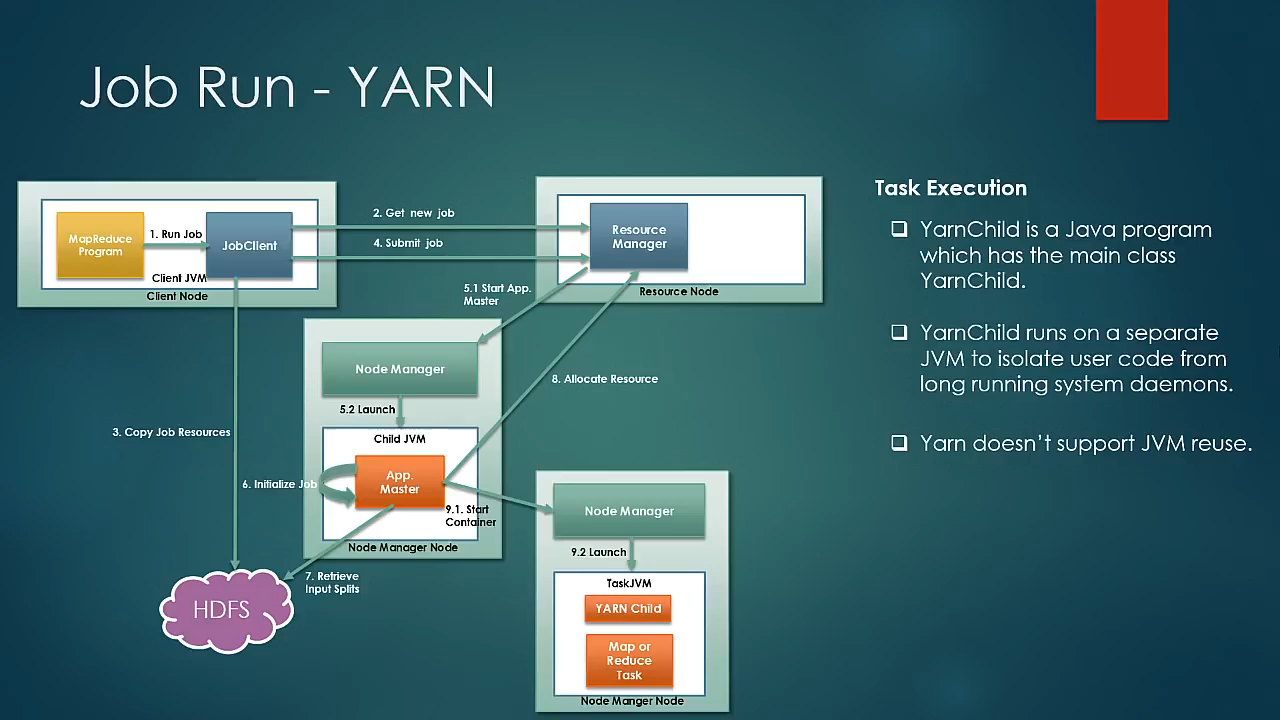 Job Run - YARN
MapReduce
Program
1. Run Job
JobClient
Client JVM
Client Node
2. Get new job
4. Submit job
Resource
Manager
Resource Node
5.1 Start App.
Master
Node Manager
5.2 Launch
Child JVM
App.
Master
6. Initialize Job
Node Manager Node
3. Copy Job Resources
8. Allocate Resource
9.1. Start
Container
7. Retrieve
Input Splits
HDFS
Node Manager
9.2 Launch
TaskJVM
YARN Child
Map or
Reduce
Task
Node Manger Node
Task Execution
YarnChild is a Java program
which has the main class
YarnChild.
YarnChild runs on a separate
JVM to isolate user code from
long running system daemons.
Yarn doesn't support JVM reuse.